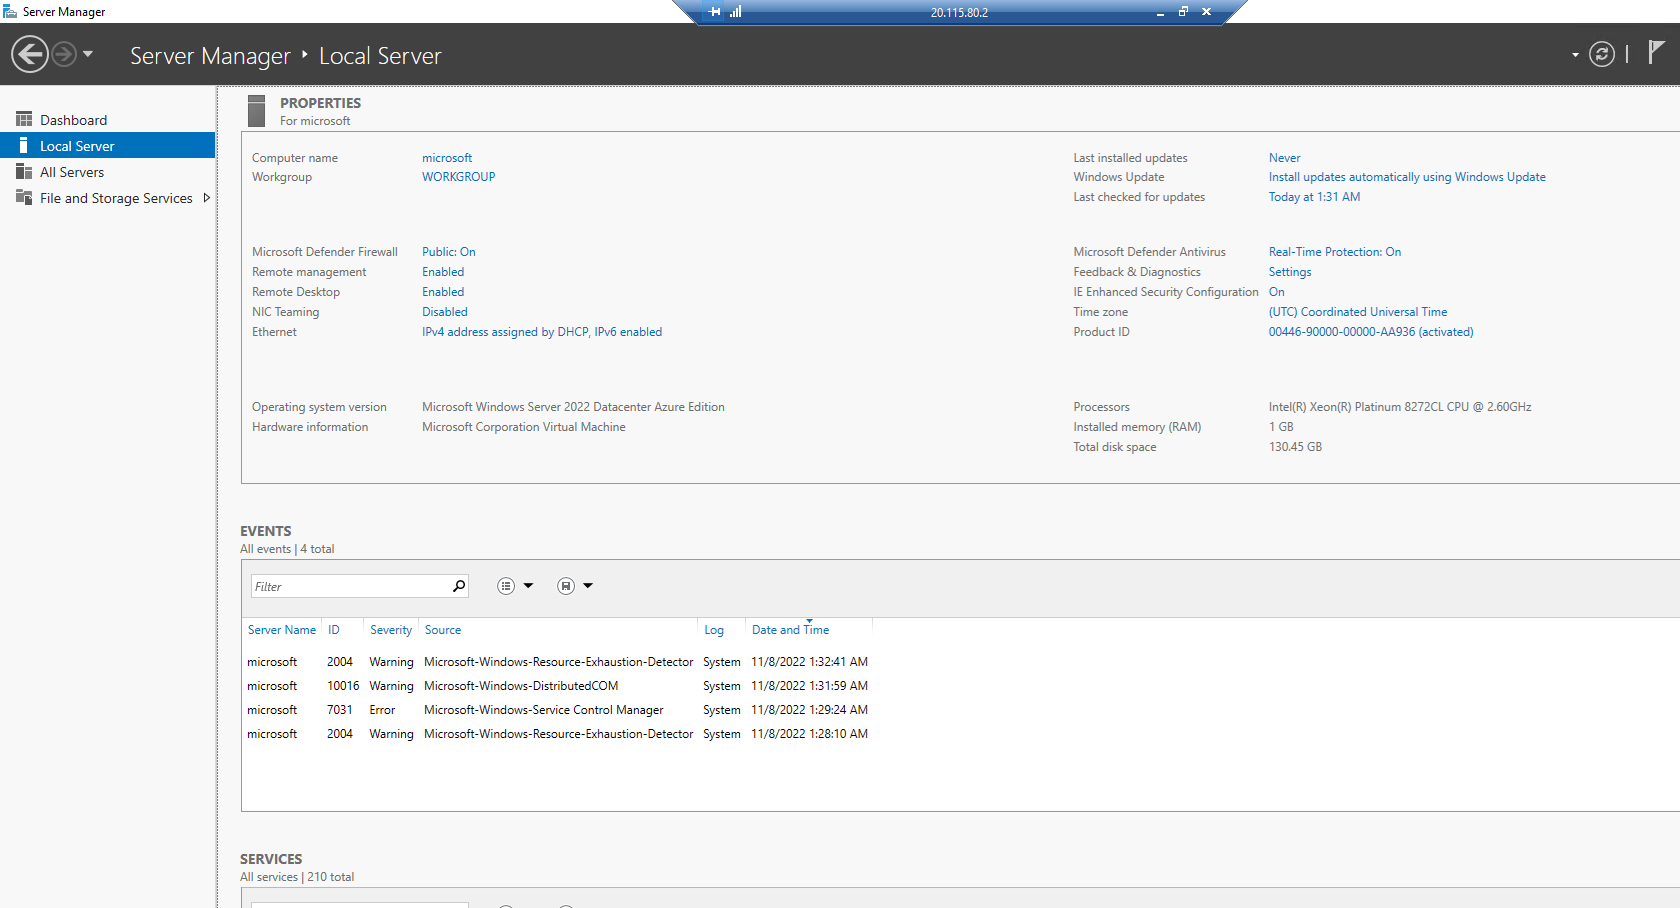 Server Manager
20.115.80.2
Server Manager ‣ Local Server
Dashboard
Local Server
All Servers
File and Storage Services
PROPERTIES
For microsoft
Computer name microsoft
Workgroup WORKGROUP
Last installed updates Never
Windows Update Install updates automatically using Windows Update
Last checked for updates Today at 1:31 AM
Microsoft Defender Firewall Public: On
Remote management Enabled
Remote Desktop Enabled
NIC Teaming Disabled
Ethernet IPv4 address assigned by DHCP, IPv6 enabled
Microsoft Defender Antivirus Real-Time Protection: On
Feedback & Diagnostics Settings
IE Enhanced Security Configuration On
Time zone (UTC) Coordinated Universal Time
Product ID 00446-90000-00000-AA936 (activated)
Operating system version Microsoft Windows Server 2022 Datacenter Azure Edition
Hardware information Microsoft Corporation Virtual Machine
Processors Intel(R) Xeon(R) Platinum 8272CL CPU @ 2.60GHz
Installed memory (RAM) 1 GB
Total disk space 130.45 GB
EVENTS
All events | 4 total
Filter
Server Name ID Severity Source Log Date and Time
microsoft 2004 Warning Microsoft-Windows-Resource-Exhaustion-Detector System 11/8/2022 1:32:41 AM
microsoft 10016 Warning Microsoft-Windows-DistributedCOM System 11/8/2022 1:31:59 AM
microsoft 7031 Error Microsoft-Windows-Service Control Manager System 11/8/2022 1:29:24 AM
microsoft 2004 Warning Microsoft-Windows-Resource-Exhaustion-Detector System 11/8/2022 1:28:10 AM
SERVICES
All services | 210 total